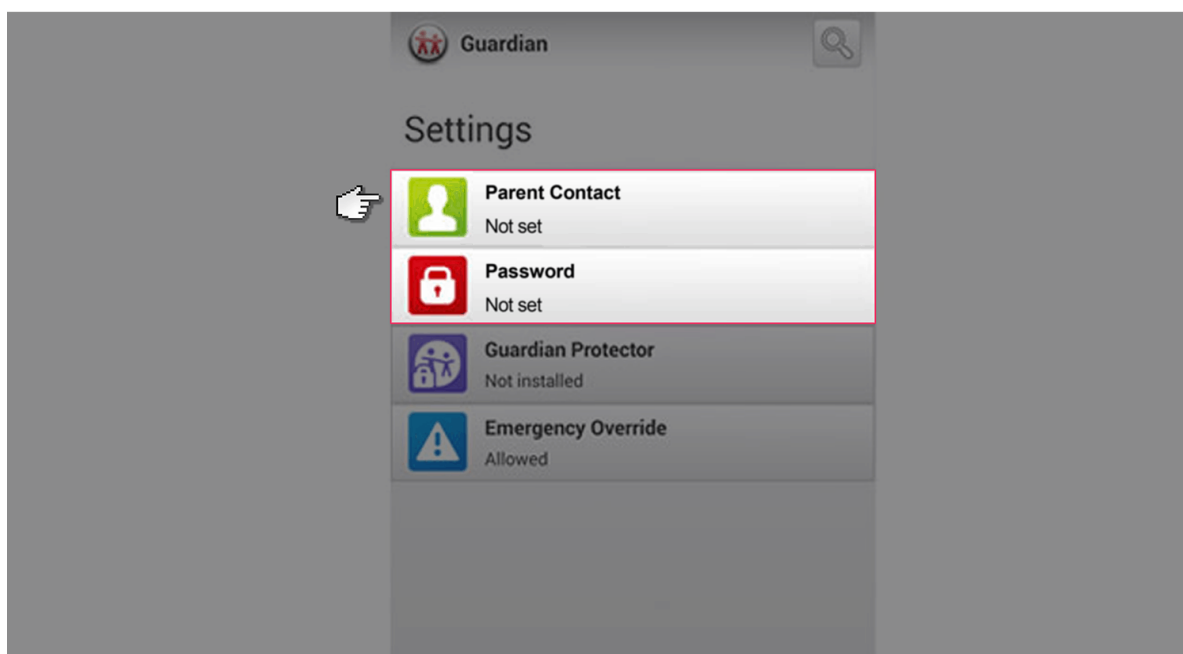 Guardian
Settings
Parent Contact
Not set
Password
Not set
Guardian Protector
Not installed
Emergency Override
Allowed